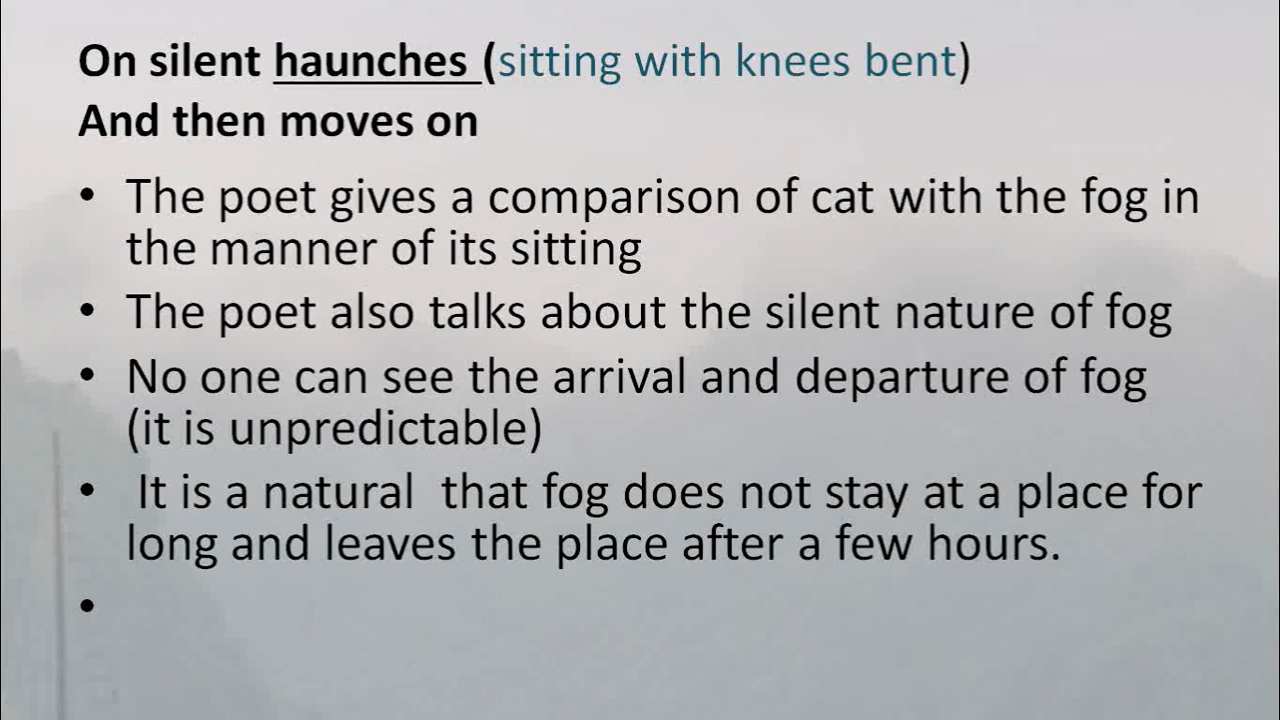 On silent haunches (sitting with knees bent)
And then moves on
• The poet gives a comparison of cat with the fog in
the manner of its sitting
• The poet also talks about the silent nature of fog
• No one can see the arrival and departure of fog
(it is unpredictable)
• It is a natural  that fog does not stay at a place for
long and leaves the place after a few hours.
•